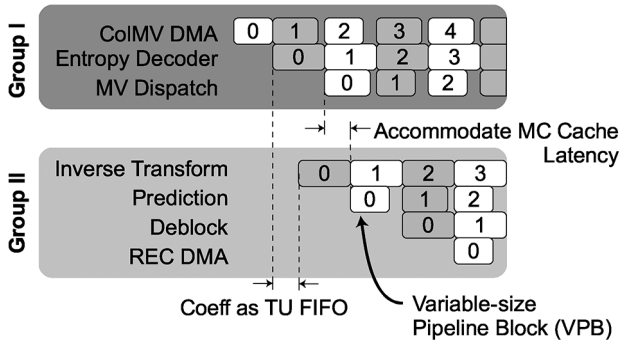 Group I
ColMV DMA 0 1 2 3 4
Entropy Decoder 0 1 2 3
MV Dispatch 0 1 2
Accommodate MC Cache
Latency
Group II
Inverse Transform 0 1 2 3
Prediction 0 1 2
Deblock 0 1
REC DMA 0
Coeff as TU FIFO
Variable-size
Pipeline Block (VPB)